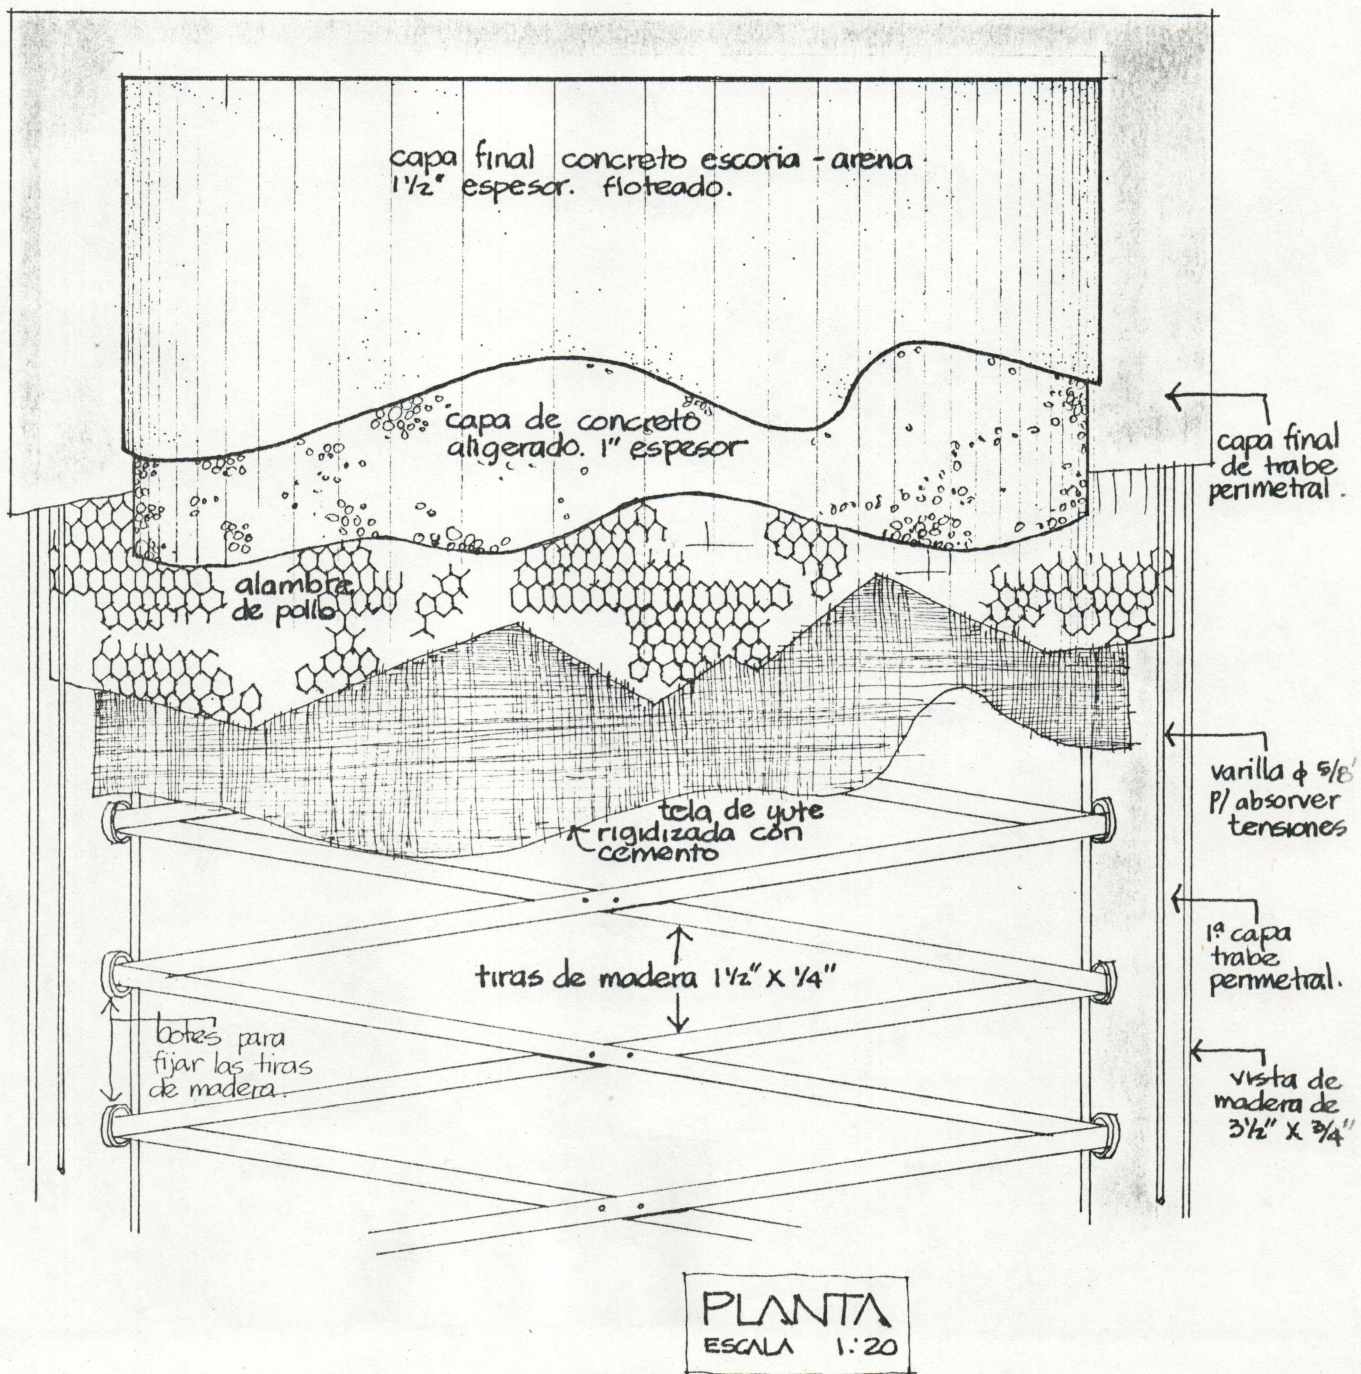 capa final concreto escoria - arena
1½" espesor. floteado.
capa de concreto
aligerado. 1" espesor
capa final
de trabe
perimetral.
alambre
de pollo
varilla ϕ 5/8"
P/ absorver
tensiones
tela de yute
rigidizada con
cemento
1ª capa
trabe
perimetral.
tiras de madera 1½" X ¼"
botes para
fijar las tiras
de madera.
vista de
madera de
3½" X ¾"
PLANTA
ESCALA 1:20